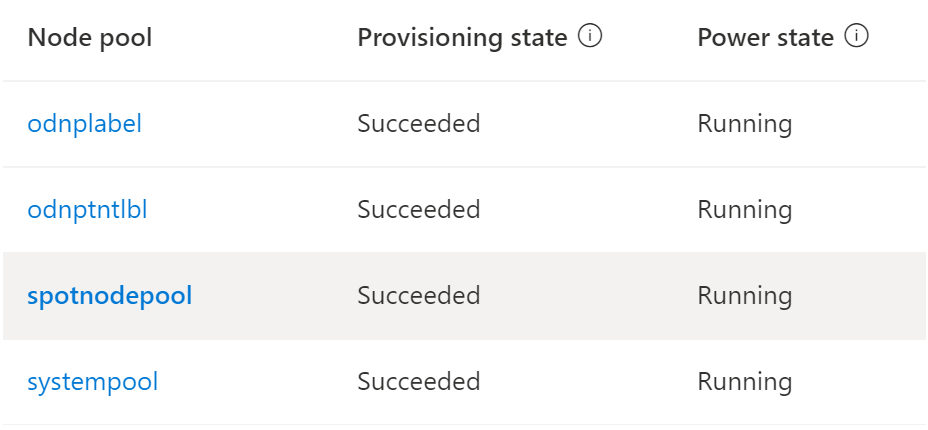 Node pool Provisioning state Power state
odnplabel Succeeded Running
odnptntlbl Succeeded Running
spotnodepool Succeeded Running
systempool Succeeded Running